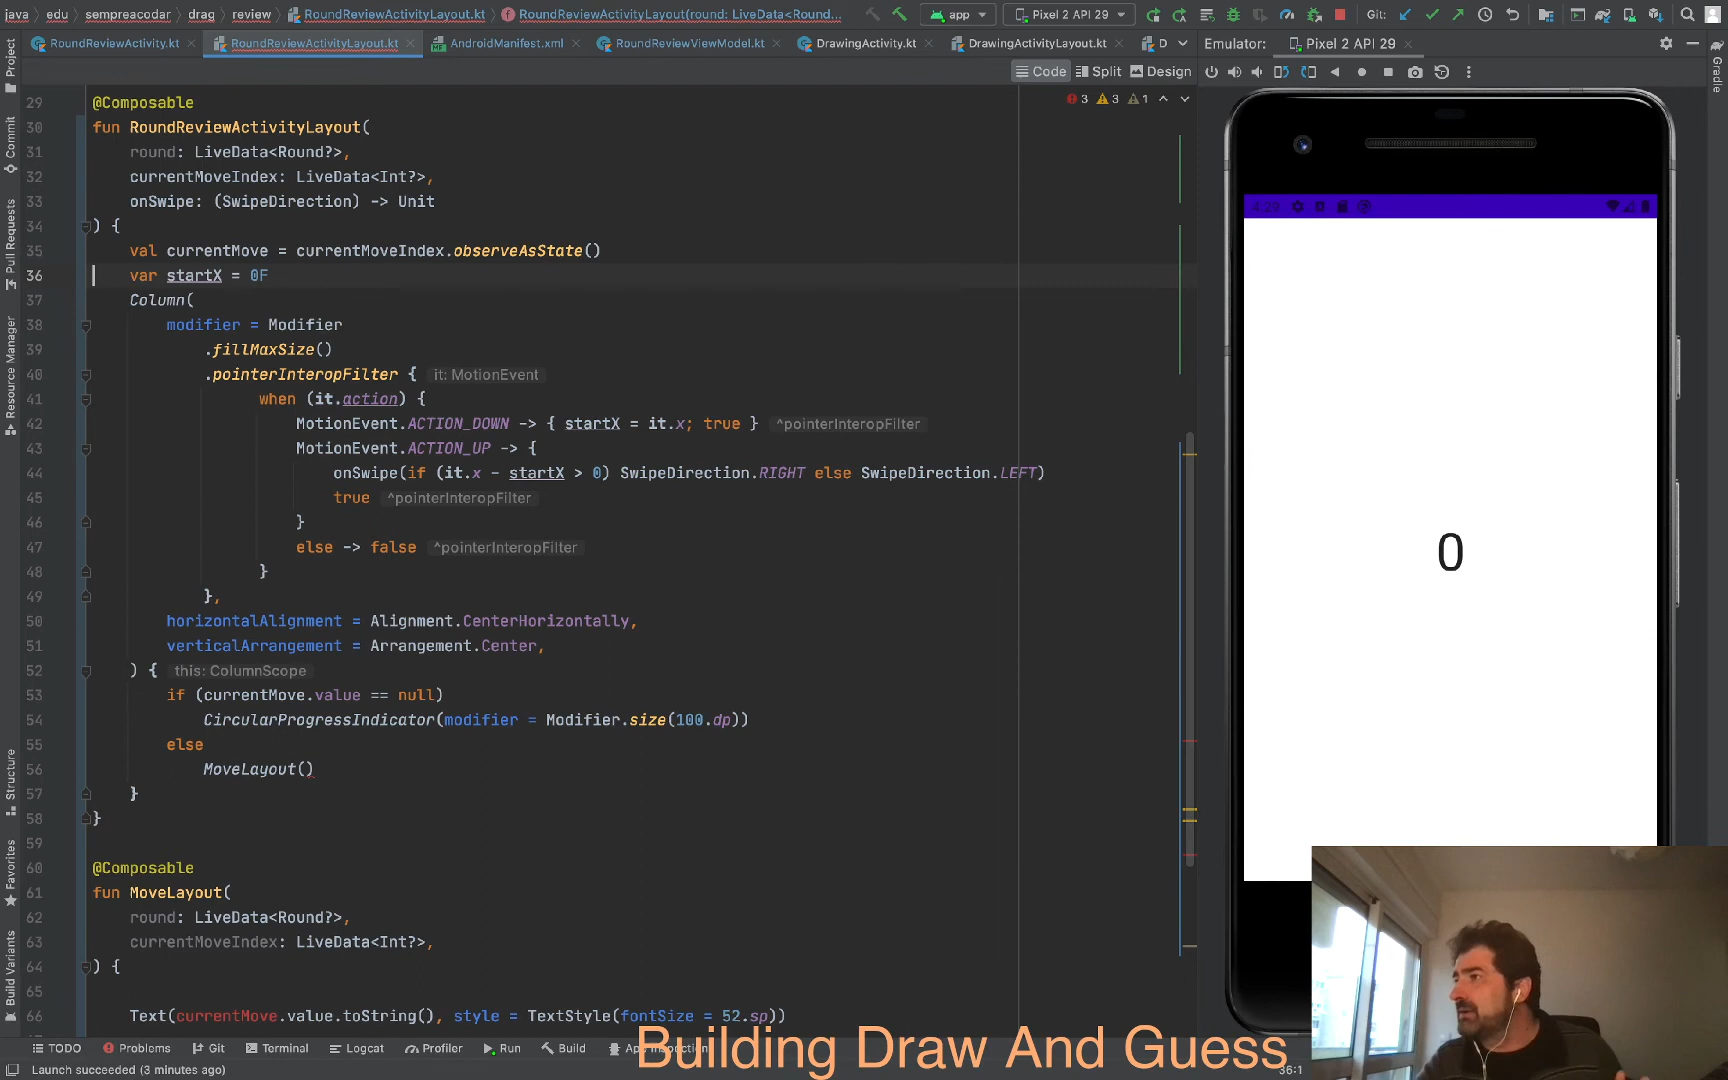 java edu sempreacodar drag review RoundReviewActivityLayout.kt RoundReviewActivityLayout(round: LiveData<Round... app Pixel 2 API 29 Git:
RoundReviewActivity.kt RoundReviewActivityLayout.kt AndroidManifest.xml RoundReviewViewModel.kt DrawingActivity.kt DrawingActivityLayout.kt D Emulator: Pixel 2 API 29
Code Split Design
3 3 1
29 @Composable
30 fun RoundReviewActivityLayout(
31 round: LiveData<Round?>,
32 currentMoveIndex: LiveData<Int?>,
33 onSwipe: (SwipeDirection) -> Unit
34 ) {
35 val currentMove = currentMoveIndex.observeAsState()
36 var startX = 0F
37 Column(
38 modifier = Modifier
39 .fillMaxSize()
40 .pointerInteropFilter { it: MotionEvent
41 when (it.action) {
42 MotionEvent.ACTION_DOWN -> { startX = it.x; true } ^pointerInteropFilter
43 MotionEvent.ACTION_UP -> {
44 onSwipe(if (it.x - startX > 0) SwipeDirection.RIGHT else SwipeDirection.LEFT)
45 true ^pointerInteropFilter
46 }
47 else -> false ^pointerInteropFilter
48 }
49 },
50 horizontalAlignment = Alignment.CenterHorizontally,
51 verticalArrangement = Arrangement.Center,
52 ) { this: ColumnScope
53 if (currentMove.value == null)
54 CircularProgressIndicator(modifier = Modifier.size(100.dp))
55 else
56 MoveLayout()
57 }
58 }
59
60 @Composable
61 fun MoveLayout(
62 round: LiveData<Round?>,
63 currentMoveIndex: LiveData<Int?>,
64 ) {
65
66 Text(currentMove.value.toString(), style = TextStyle(fontSize = 52.sp))
Project
Commit
Pull Requests
Resource Manager
Structure
Favorites
Build Variants
Gradle
4:29
0
Building Draw And Guess
TODO Problems Git Terminal Logcat Profiler Run Build
Launch succeeded (3 minutes ago) 36:1